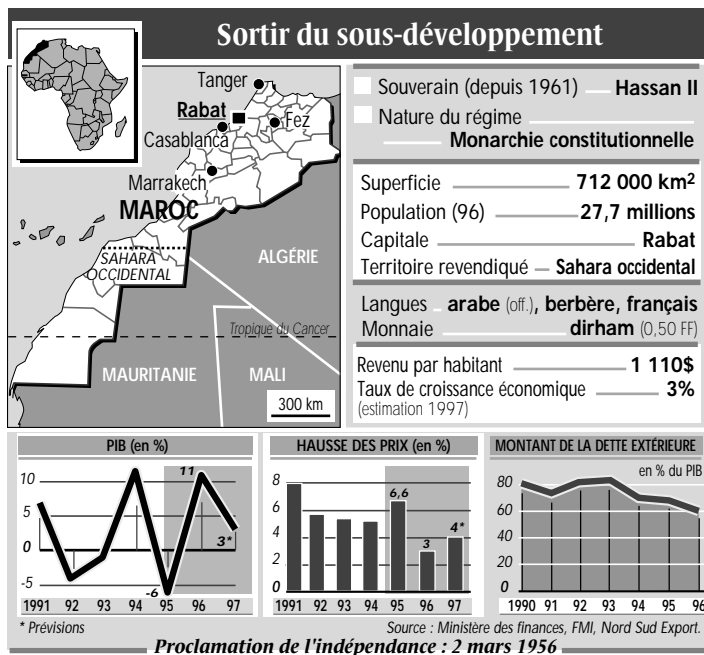 Sortir du sous-développement
Tanger
Rabat
Fez
Casablanca
Marrakech
MAROC
SAHARA
OCCIDENTAL
ALGÉRIE
Tropique du Cancer
MAURITANIE
MALI
300 km
Souverain (depuis 1961) Hassan II
Nature du régime
Monarchie constitutionnelle
Superficie 712 000 km²
Population (96) 27,7 millions
Capitale Rabat
Territoire revendiqué Sahara occidental
Langues arabe (off.), berbère, français
Monnaie dirham (0,50 FF)
Revenu par habitant 1 110$
Taux de croissance économique 3%
(estimation 1997)
PIB (en %)
10
5
0
-5
11
3*
-6
1991 92 93 94 95 96 97
HAUSSE DES PRIX (en %)
8
6
4
2
0
6,6
3
4*
1991 92 93 94 95 96 97
MONTANT DE LA DETTE EXTÉRIEURE
en % du PIB
80
60
40
20
0
1990 91 92 93 94 95 96
* Prévisions
Source : Ministère des finances, FMI, Nord Sud Export.
Proclamation de l'indépendance : 2 mars 1956